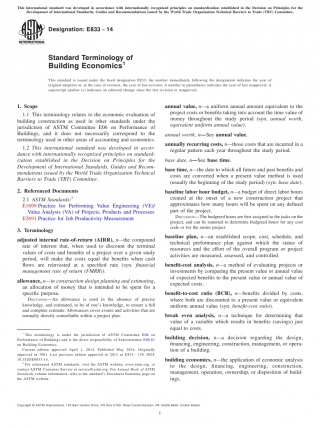 This international standard was developed in accordance with internationally recognized principles on standardization established in the Decision on Principles for the
Development of International Standards, Guides and Recommendations issued by the World Trade Organization Technical Barriers to Trade (TBT) Committee.
Designation: E833 − 14
INTERNATIONAL
Standard Terminology of
Building Economics1
This standard is issued under the fixed designation E833; the number immediately following the designation indicates the year of
original adoption or, in the case of revision, the year of last revision. A number in parentheses indicates the year of last reapproval. A
superscript epsilon (ε) indicates an editorial change since the last revision or reapproval.
1. Scope
1.1 This terminology relates to the economic evaluation of
building construction as used in other standards under the
jurisdiction of ASTM Committee E06 on Performance of
Buildings, and it does not necessarily correspond to the
terminology used in other areas of accounting and economics.
1.2 This international standard was developed in accor-
dance with internationally recognized principles on standard-
ization established in the Decision on Principles for the
Development of International Standards, Guides and Recom-
mendations issued by the World Trade Organization Technical
Barriers to Trade (TBT) Committee.
2. Referenced Documents
2.1 ASTM Standards:2
E1699 Practice for Performing Value Engineering (VE)/
Value Analysis (VA) of Projects, Products and Processes
E2691 Practice for Job Productivity Measurement
3. Terminology
adjusted internal rate-of-return (AIRR), n—the compound
rate of interest that, when used to discount the terminal
values of costs and benefits of a project over a given study
period, will make the costs equal the benefits when cash
flows are reinvested at a specified rate (syn. financial
management rate of return (FMRR)).
allowance, n—in construction design planning and estimating,
an allocation of money that is intended to be spent for a
specific purpose.
DISCUSSION—An allowance is used in the absence of precise
knowledge, and estimated, to be of one's knowledge, to ensure a full
and complete estimate. Allowances cover events and activities that are
normally directly controllable within a project plan.
1 This terminology is under the jurisdiction of ASTM Committee E06 on
Performance of Buildings and is the direct responsibility of Subcommittee E06.81
on Building Economics.
Current edition approved April 1, 2014. Published May 2014. Originally
approved in 1981. Last previous edition approved in 2013 as E833 – 13b. DOI:
10.1520/E0833-14.
2 For referenced ASTM standards, visit the ASTM website, www.astm.org, or
contact ASTM Customer Service at service@astm.org. For Annual Book of ASTM
Standards volume information, refer to the standard's Document Summary page on
the ASTM website.
annual value, n—a uniform annual amount equivalent to the
project costs or benefits taking into account the time value of
money throughout the study period (syn. annual worth,
equivalent uniform annual value).
annual worth, n—See annual value.
annually recurring costs, n—those costs that are incurred in a
regular pattern each year throughout the study period.
base date, n—See base time.
base time, n—the date to which all future and past benefits and
costs are converted when a present value method is used
(usually the beginning of the study period) (syn. base date).
baseline labor hour budget, n—a budget of direct labor hours
created at the onset of a new construction project that
approximates how many hours will be spent on any defined
part of the project.
DISCUSSION—The budgeted hours are first assigned to the tasks on the
project, and can be summed to determine budgeted hours for any cost
code or for the entire project.
baseline plan, n—an established scope, cost, schedule, and
technical performance plan against which the status of
resources and the effort of the overall program or project
activities are measured, assessed, and controlled.
benefit-cost analysis, n—a method of evaluating projects or
investments by comparing the present value or annual value
of expected benefits to the present value or annual value of
expected costs.
benefit-to-cost ratio (BCR), n—benefits divided by costs,
where both are discounted to a present value or equivalent
uniform annual value (syn. benefit-cost ratio).
break even analysis, n—a technique for determining that
value of a variable which results in benefits (savings) just
equal to costs.
building decision, n—a decision regarding the design,
financing, engineering, construction, management, or opera-
tion of a building.
building economics, n—the application of economic analysis
to the design, financing, engineering, construction,
management, operation, ownership, or disposition of build-
ings.
Copyright © ASTM International, 100 Barr Harbor Drive, PO Box C700, West Conshohocken, PA 19428-2959. United States
1